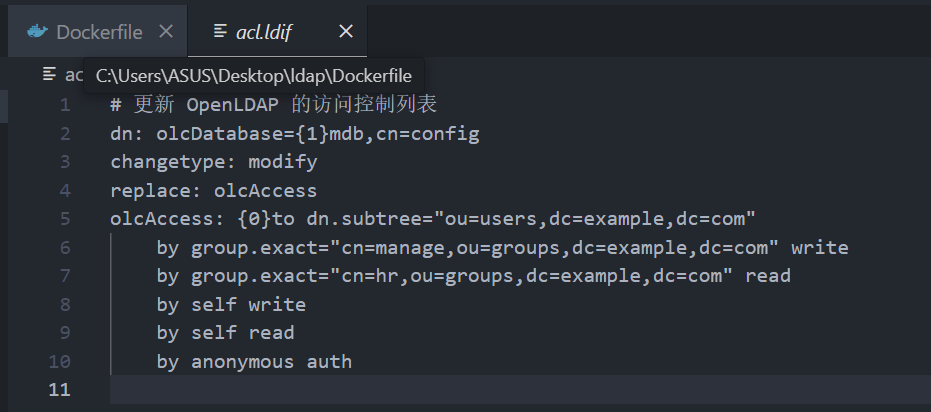 Dockerfile
acl.ldif
ac
C:\Users\ASUS\Desktop\ldap\Dockerfile
1 # 更新 OpenLDAP 的访问控制列表
2 dn: olcDatabase={1}mdb,cn=config
3 changetype: modify
4 replace: olcAccess
5 olcAccess: {0}to dn.subtree="ou=users,dc=example,dc=com"
6 by group.exact="cn=manage,ou=groups,dc=example,dc=com" write
7 by group.exact="cn=hr,ou=groups,dc=example,dc=com" read
8 by self write
9 by self read
10 by anonymous auth
11